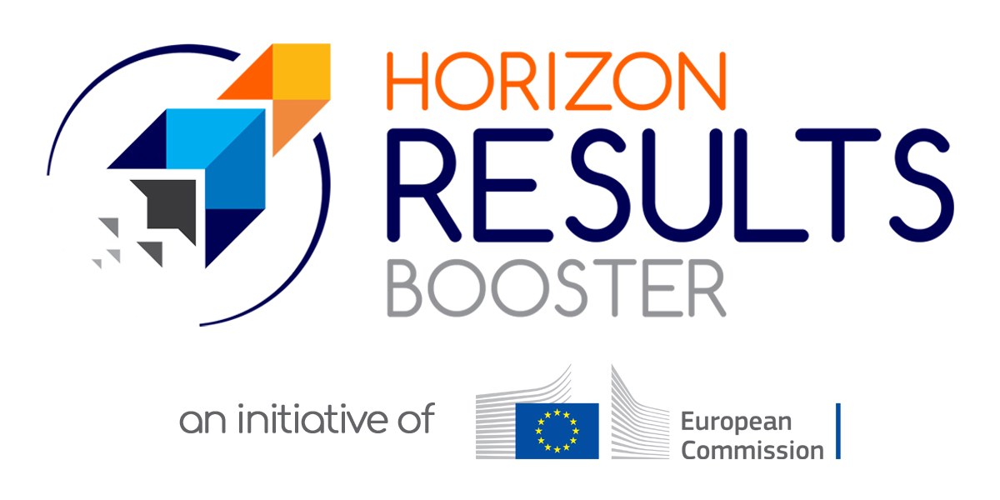 HORIZON
RESULTS
BOOSTER
an initiative of
European
Commission